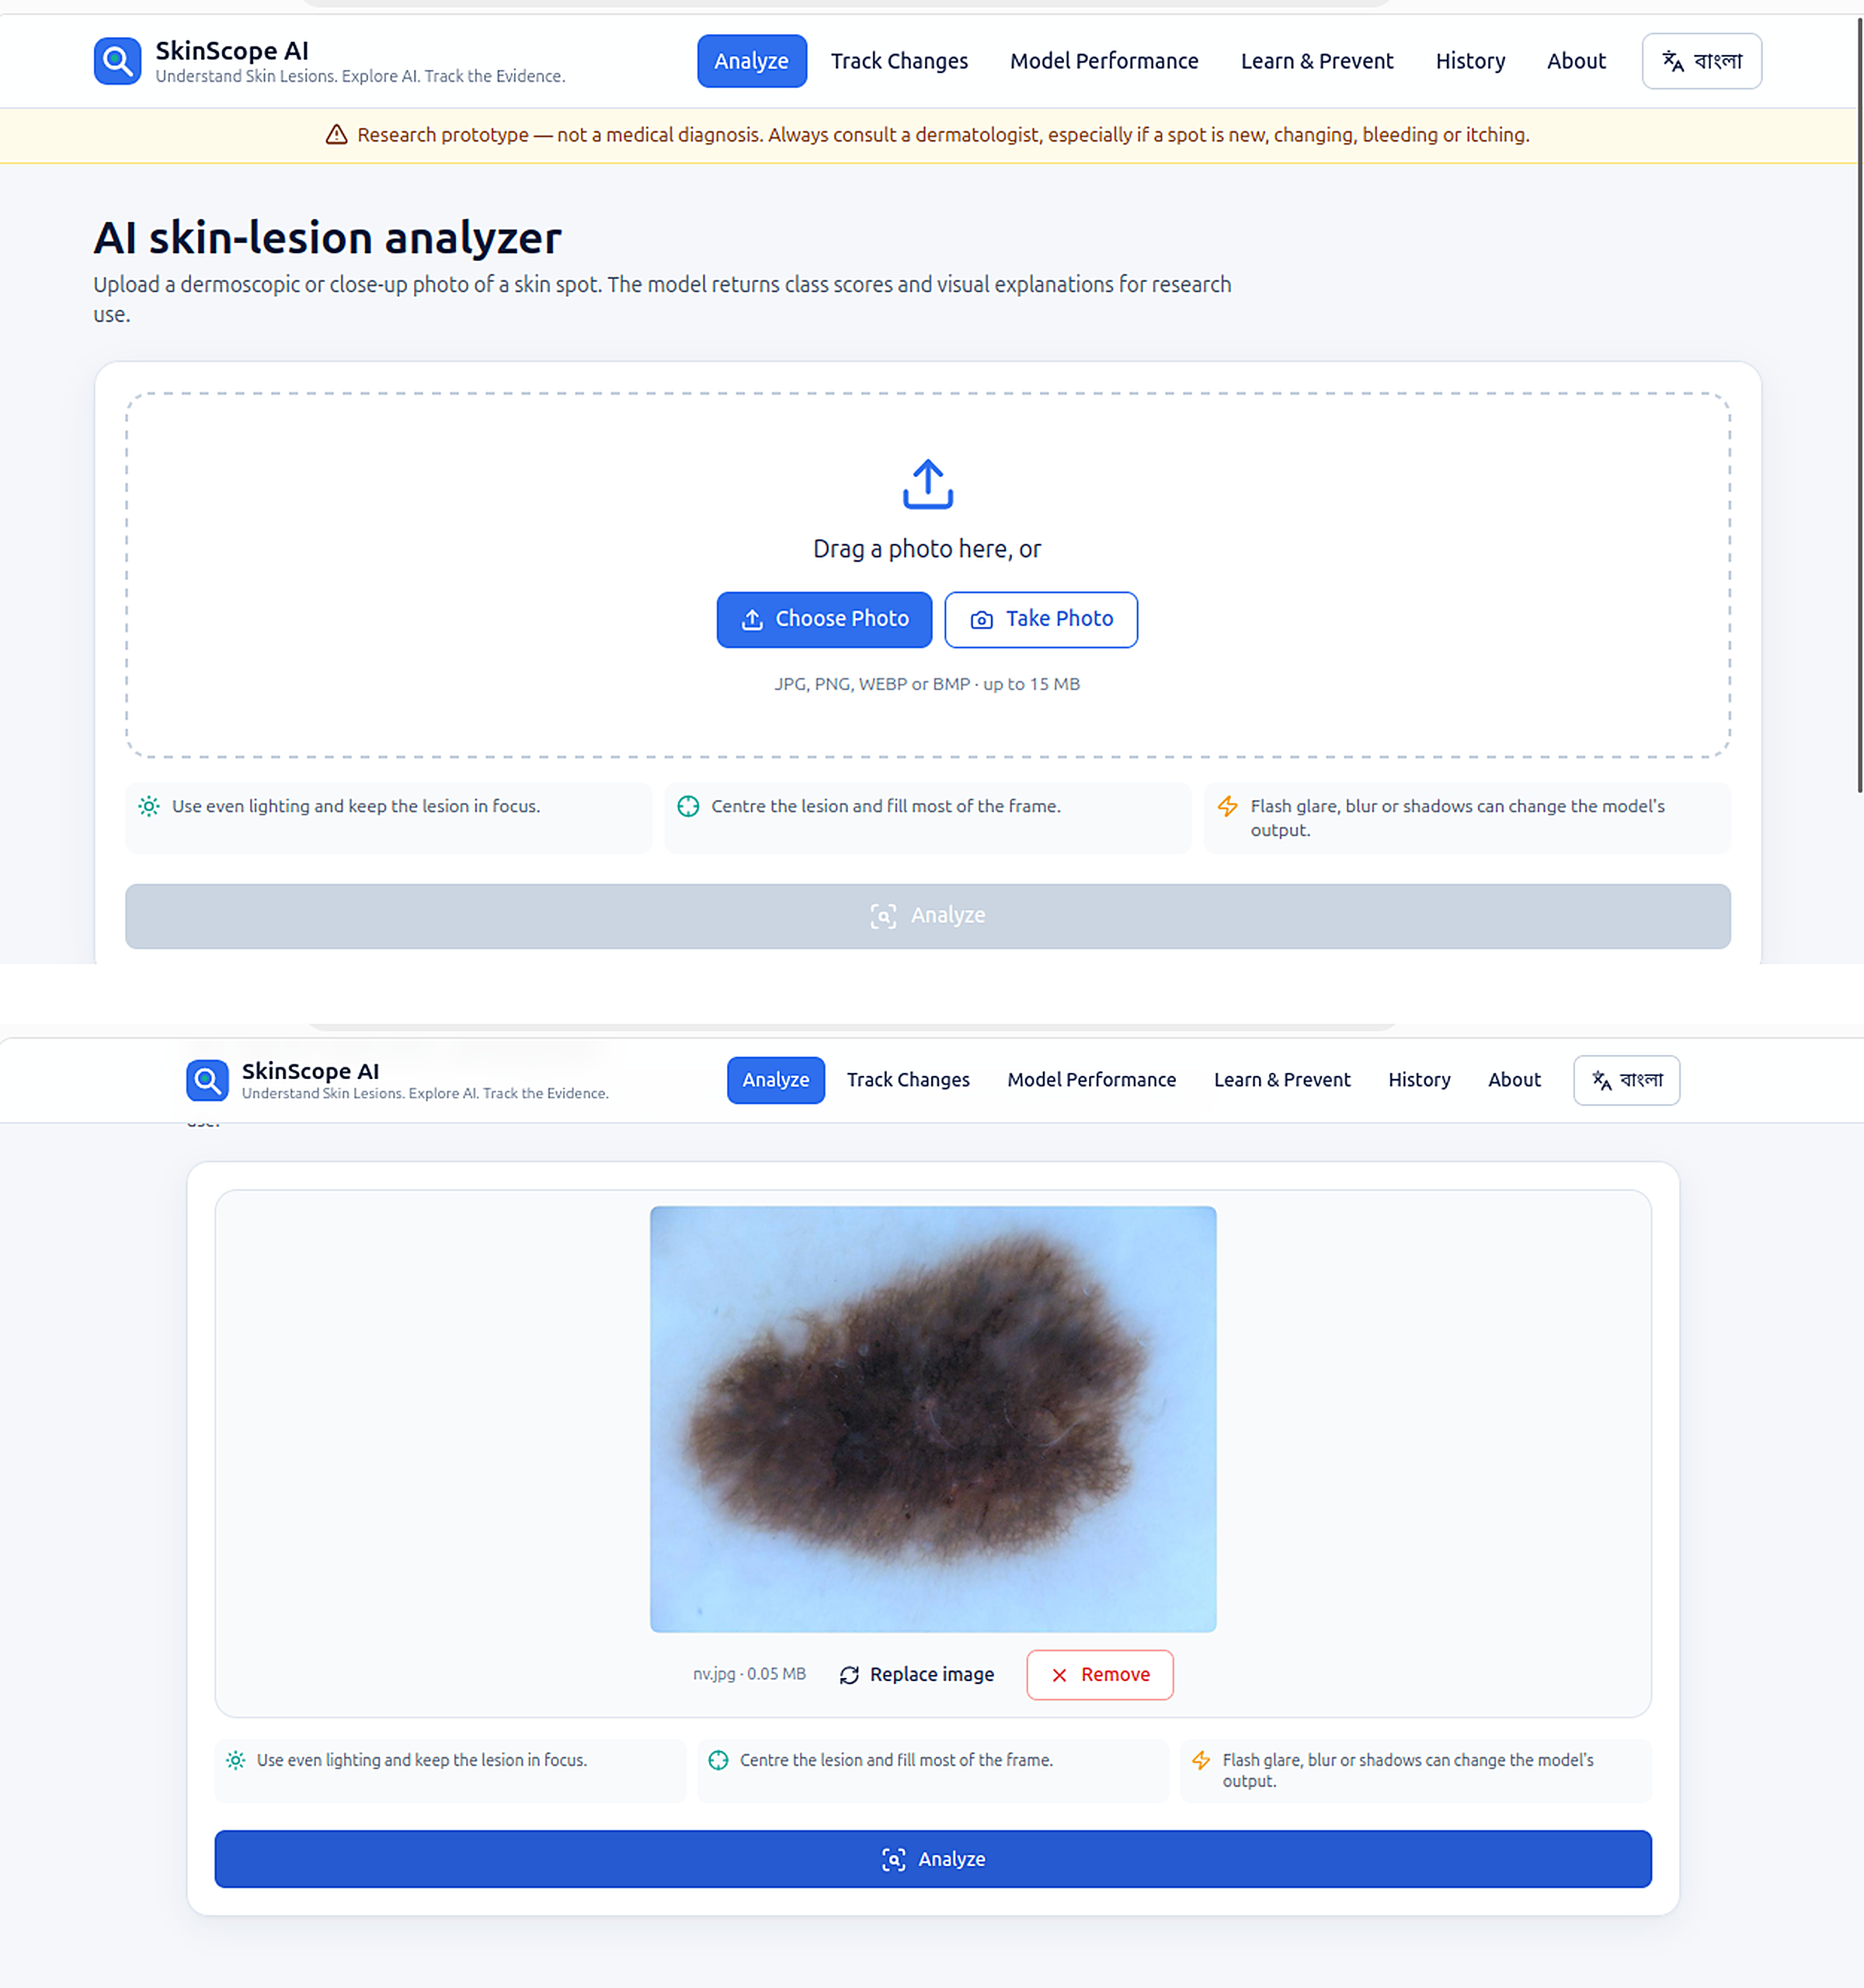 SkinScope AI
Understand Skin Lesions. Explore AI. Track the Evidence.
Analyze
Track Changes
Model Performance
Learn & Prevent
History
About
বাংলা
Research prototype — not a medical diagnosis. Always consult a dermatologist, especially if a spot is new, changing, bleeding or itching.
AI skin-lesion analyzer
Upload a dermoscopic or close-up photo of a skin spot. The model returns class scores and visual explanations for research
use.
Drag a photo here, or
Choose Photo
Take Photo
JPG, PNG, WEBP or BMP · up to 15 MB
Use even lighting and keep the lesion in focus.
Centre the lesion and fill most of the frame.
Flash glare, blur or shadows can change the model's
output.
Analyze
SkinScope AI
Understand Skin Lesions. Explore AI. Track the Evidence.
Analyze
Track Changes
Model Performance
Learn & Prevent
History
About
বাংলা
use.
nv.jpg · 0.05 MB
Replace image
Remove
Use even lighting and keep the lesion in focus.
Centre the lesion and fill most of the frame.
Flash glare, blur or shadows can change the model's
output.
Analyze